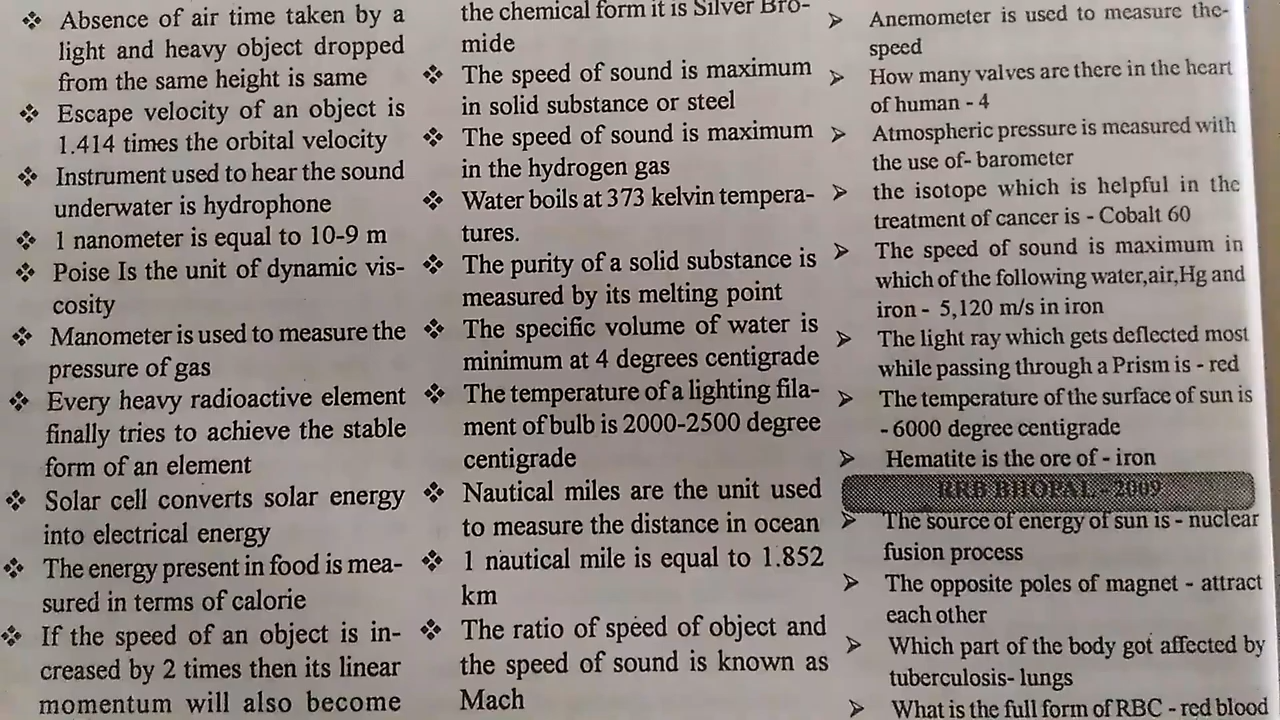 Absence of air time taken by a
light and heavy object dropped
from the same height is same
Escape velocity of an object is
1.414 times the orbital velocity
Instrument used to hear the sound
underwater is hydrophone
1 nanometer is equal to 10-9 m
Poise Is the unit of dynamic vis-
cosity
Manometer is used to measure the
pressure of gas
Every heavy radioactive element
finally tries to achieve the stable
form of an element
Solar cell converts solar energy
into electrical energy
The energy present in food is mea-
sured in terms of calorie
If the speed of an object is in-
creased by 2 times then its linear
momentum will also become
the chemical form it is Silver Bro-
mide
The speed of sound is maximum
in solid substance or steel
The speed of sound is maximum
in the hydrogen gas
Water boils at 373 kelvin tempera-
tures.
The purity of a solid substance is
measured by its melting point
The specific volume of water is
minimum at 4 degrees centigrade
The temperature of a lighting fila-
ment of bulb is 2000-2500 degree
centigrade
Nautical miles are the unit used
to measure the distance in ocean
1 nautical mile is equal to 1.852
km
The ratio of speed of object and
the speed of sound is known as
Mach
Anemometer is used to measure the-
speed
How many valves are there in the heart
of human - 4
Atmospheric pressure is measured with
the use of- barometer
the isotope which is helpful in the
treatment of cancer is - Cobalt 60
The speed of sound is maximum in
which of the following water,air,Hg and
iron - 5,120 m/s in iron
The light ray which gets deflected most
while passing through a Prism is - red
The temperature of the surface of sun is
- 6000 degree centigrade
Hematite is the ore of - iron
RRB BHOPAL - 2009
The source of energy of sun is - nuclear
fusion process
The opposite poles of magnet - attract
each other
Which part of the body got affected by
tuberculosis- lungs
What is the full form of RBC - red blood